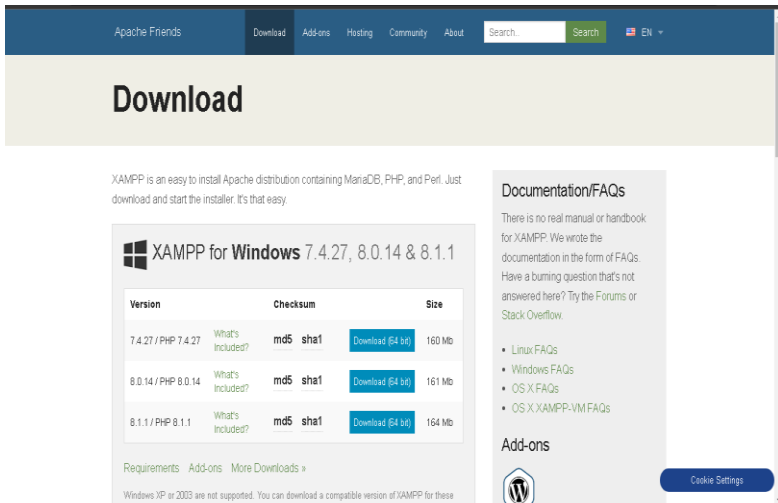 Apache Friends Download Add-ons Hosting Community About Search.. Search EN
Download
XAMPP is an easy to install Apache distribution containing MariaDB, PHP, and Perl. Just
download and start the installer. It's that easy.
XAMPP for Windows 7.4.27, 8.0.14 & 8.1.1
Version Checksum Size
7.4.27 / PHP 7.4.27 What's Included? md5 sha1 Download (64 bit) 160 Mb
8.0.14 / PHP 8.0.14 What's Included? md5 sha1 Download (64 bit) 161 Mb
8.1.1 / PHP 8.1.1 What's Included? md5 sha1 Download (64 bit) 164 Mb
Requirements Add-ons More Downloads »
Windows XP or 2003 are not supported. You can download a compatible version of XAMPP for these
Documentation/FAQs
There is no real manual or handbook
for XAMPP. We wrote the
documentation in the form of FAQs.
Have a burning question that's not
answered here? Try the Forums or
Stack Overflow.
• Linux FAQs
• Windows FAQs
• OS X FAQs
• OS X XAMPP-VM FAQs
Add-ons
Cookie Settings